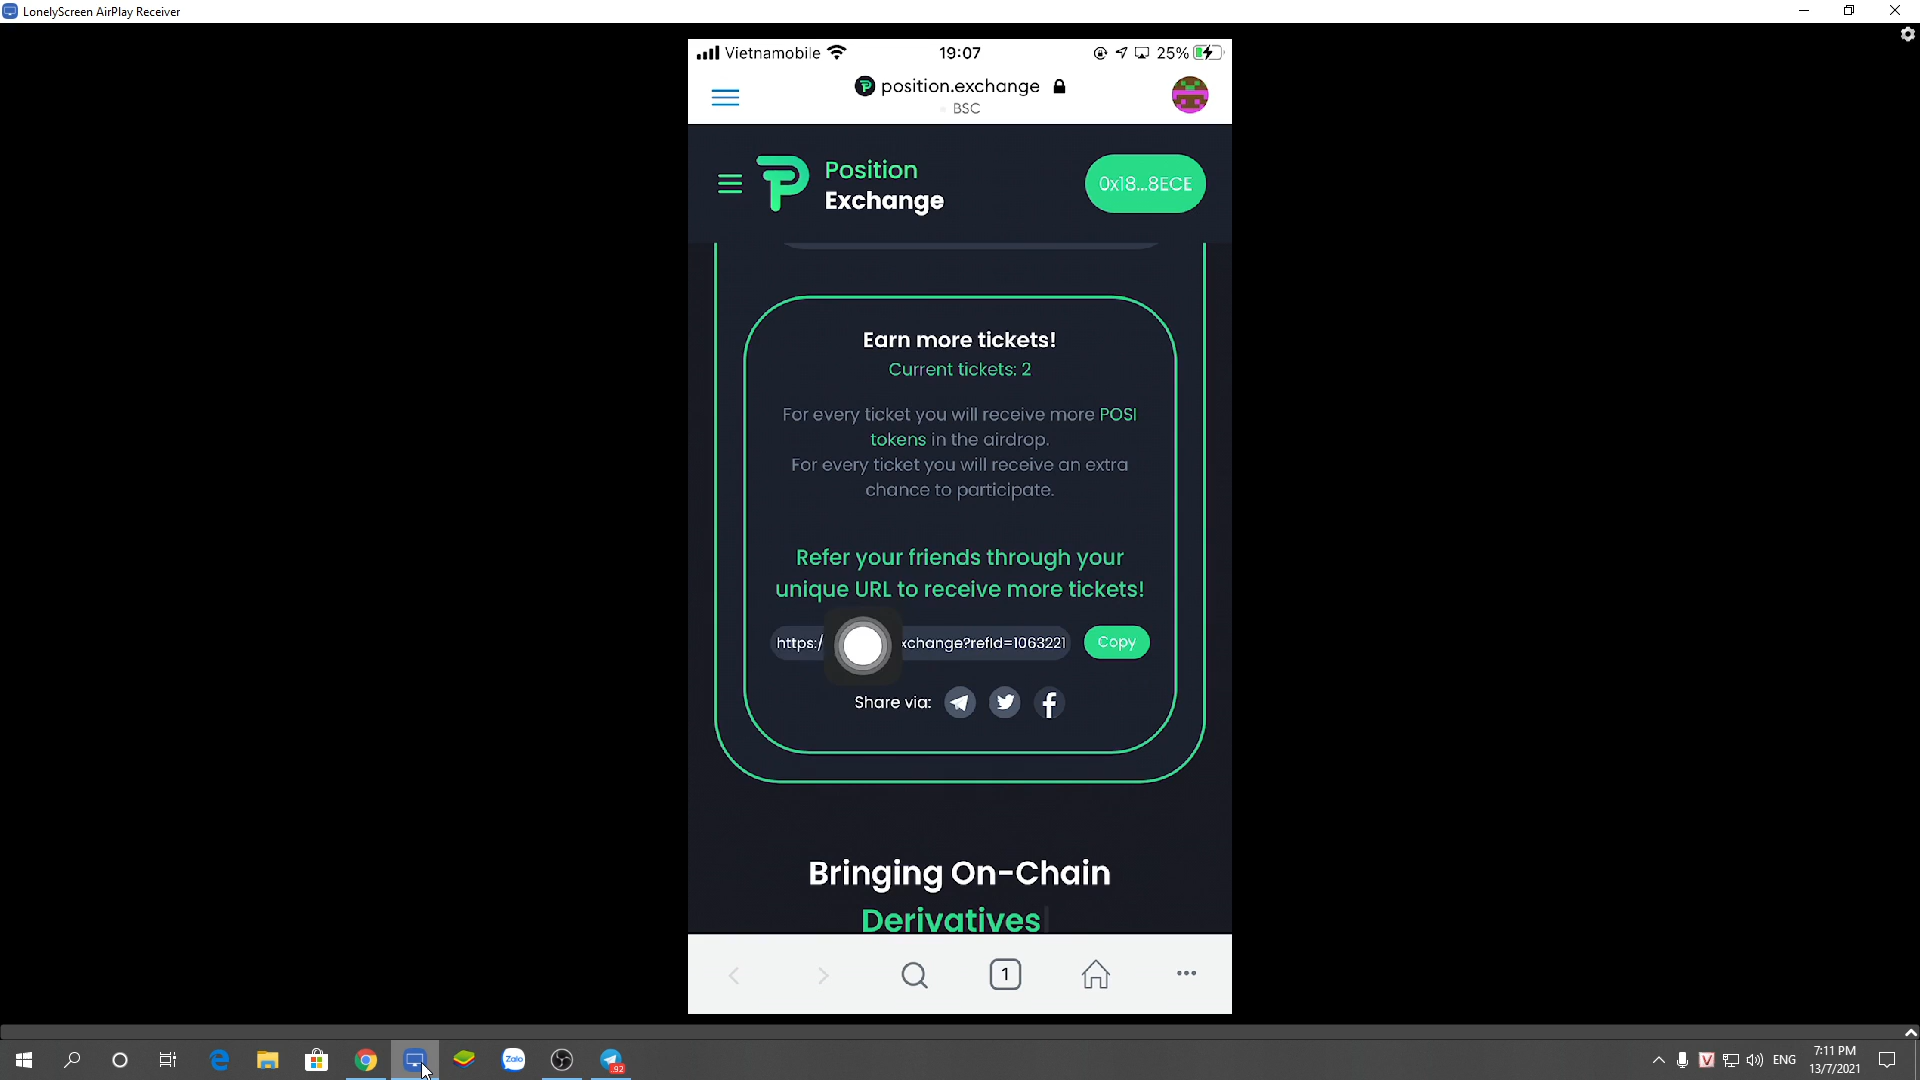 LonelyScreen AirPlay Receiver
Vietnamobile 19:07 25%
position.exchange
BSC
Position
Exchange
0x18...8ECE
Earn more tickets!
Current tickets: 2
For every ticket you will receive more POSI
tokens in the airdrop.
For every ticket you will receive an extra
chance to participate.
Refer your friends through your
unique URL to receive more tickets!
https:/ xchange?refId=1063221 Copy
Share via:
Bringing On-Chain
Derivatives
1
Zalo
92
V
ENG
7:11 PM
13/7/2021